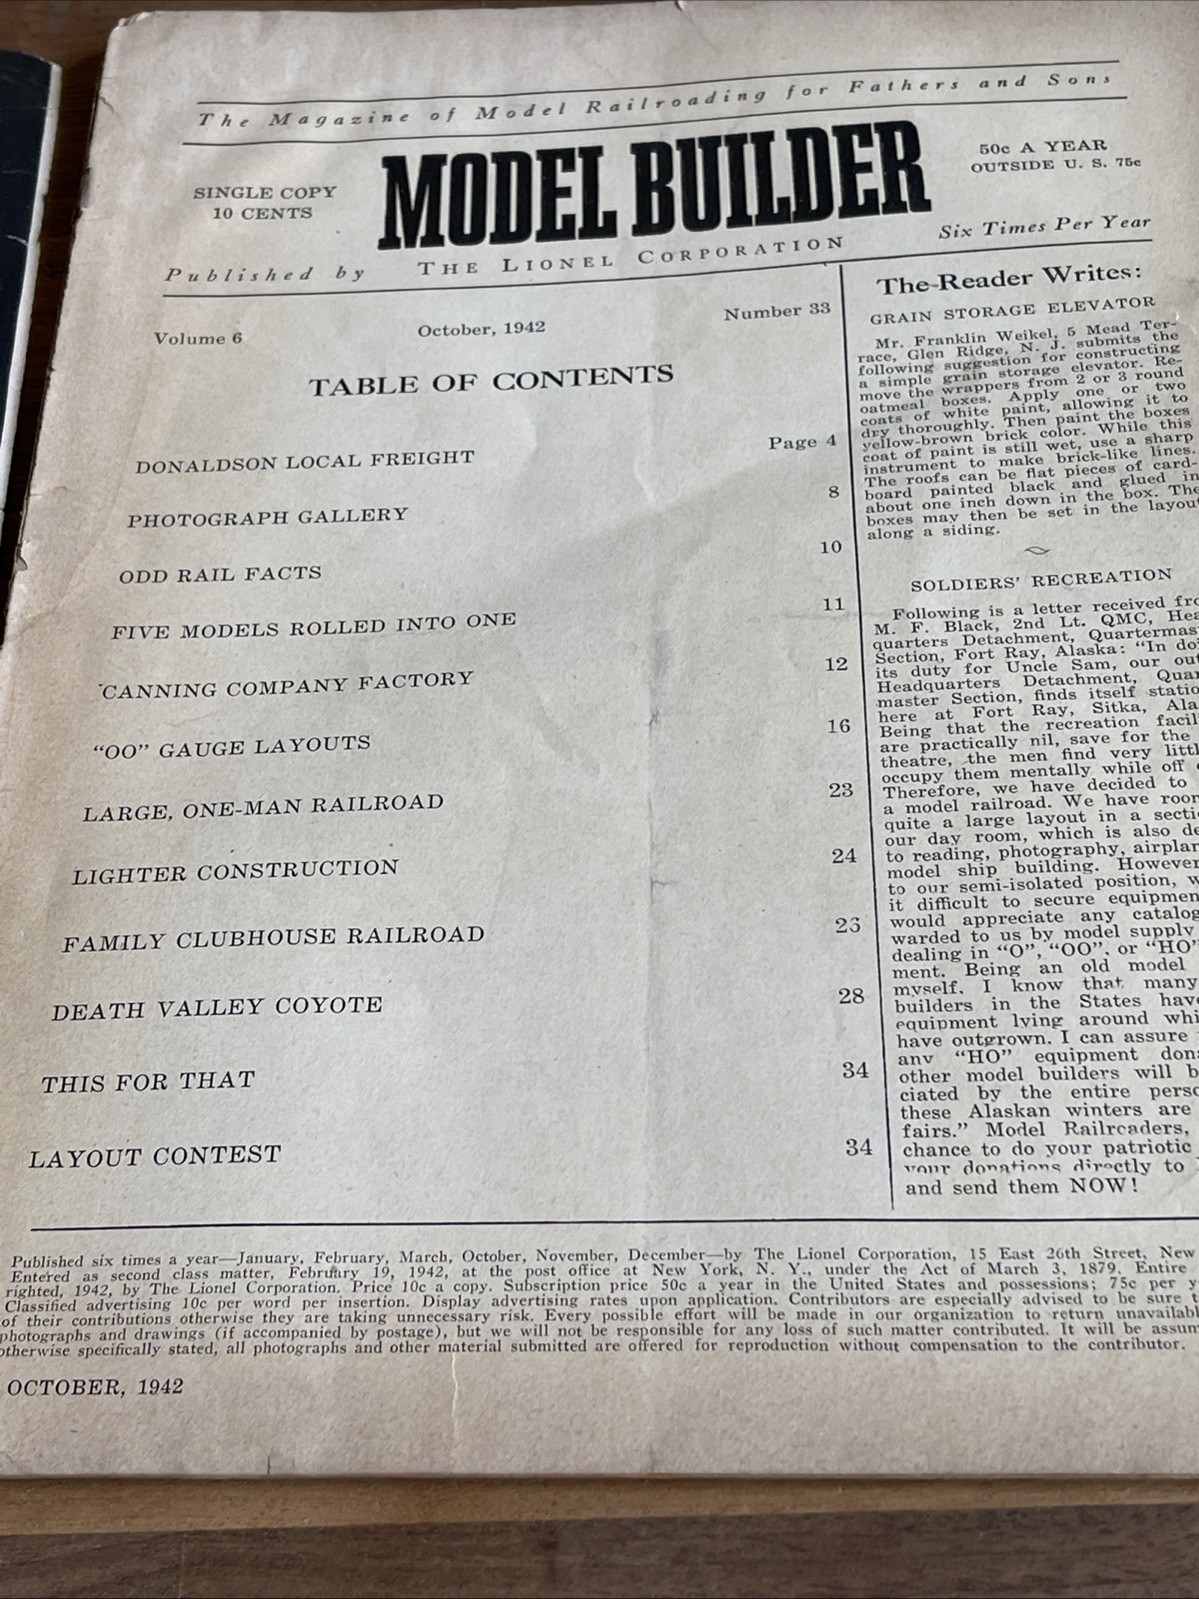 The Magazine of Model Railroading for Fathers and Sons
SINGLE COPY
10 CENTS
MODEL BUILDER
50c A YEAR
OUTSIDE U. S. 75c
Published by
THE LIONEL CORPORATION
Six Times Per Year
Volume 6
October, 1942
Number 33
TABLE OF CONTENTS
DONALDSON LOCAL FREIGHT Page 4
PHOTOGRAPH GALLERY 8
ODD RAIL FACTS 10
FIVE MODELS ROLLED INTO ONE 11
CANNING COMPANY FACTORY 12
"OO" GAUGE LAYOUTS 16
LARGE, ONE-MAN RAILROAD 23
LIGHTER CONSTRUCTION 24
FAMILY CLUBHOUSE RAILROAD 23
DEATH VALLEY COYOTE 28
THIS FOR THAT 34
LAYOUT CONTEST 34
The Reader Writes:
GRAIN STORAGE ELEVATOR
Mr. Franklin Weikel, 5 Mead Ter-
race, Glen Ridge, N. J. submits the
following suggestion for constructing
a simple grain storage elevator. Re-
move the wrappers from 2 or 3 round
oatmeal boxes. Apply one or two
coats of white paint, allowing it to
dry thoroughly. Then paint the boxes
yellow-brown brick color. While this
coat of paint is still wet, use a sharp
instrument to make brick-like lines.
The roofs can be flat pieces of card-
board painted black and glued in
about one inch down in the box. The
boxes may then be set in the layout
along a siding.
SOLDIERS' RECREATION
Following is a letter received
M. F. Black, 2nd Lt. QMC,
quarters Detachment,
Section, Fort Ray, Alaska: "In
its duty for Uncle Sam, our
Headquarters Detachment,
master Section, finds itself
here at Fort Ray, Sitka,
Being that the recreation
are practically nil, save for the
theatre, the men find very
occupy them mentally while off
Therefore, we have decided to
a model railroad. We have
quite a large layout in a
our day room, which is also
to reading, photography,
model ship building. However
to our semi-isolated position,
it difficult to secure
would appreciate any
warded to us by model supply
dealing in "O", "OO", or "HO"
ment. Being an old model
myself, I know that many
builders in the States have
equipment lying around
have outgrown. I can assure
any "HO" equipment
other model builders will
ciated by the entire
these Alaskan winters are
fairs." Model Railroaders,
chance to do your patriotic
your donations directly to
and send them NOW!
Published six times a year—January, February, March, October, November, December—by The Lionel Corporation, 15 East 26th Street, New
Entered as second class matter, February 19, 1942, at the post office at New York, N. Y., under the Act of March 3, 1879. Entire
righted, 1942, by The Lionel Corporation. Price 10c a copy. Subscription price 50c a year in the United States and possessions; 75c per
Classified advertising 10c per word per insertion. Display advertising rates upon application. Contributors are especially advised to be sure
of their contributions otherwise they are taking unnecessary risk. Every possible effort will be made in our organization to return
photographs and drawings (if accompanied by postage), but we will not be responsible for any loss of such matter contributed. It will be
otherwise specifically stated, all photographs and other material submitted are offered for reproduction without compensation to the contributor.
OCTOBER, 1942